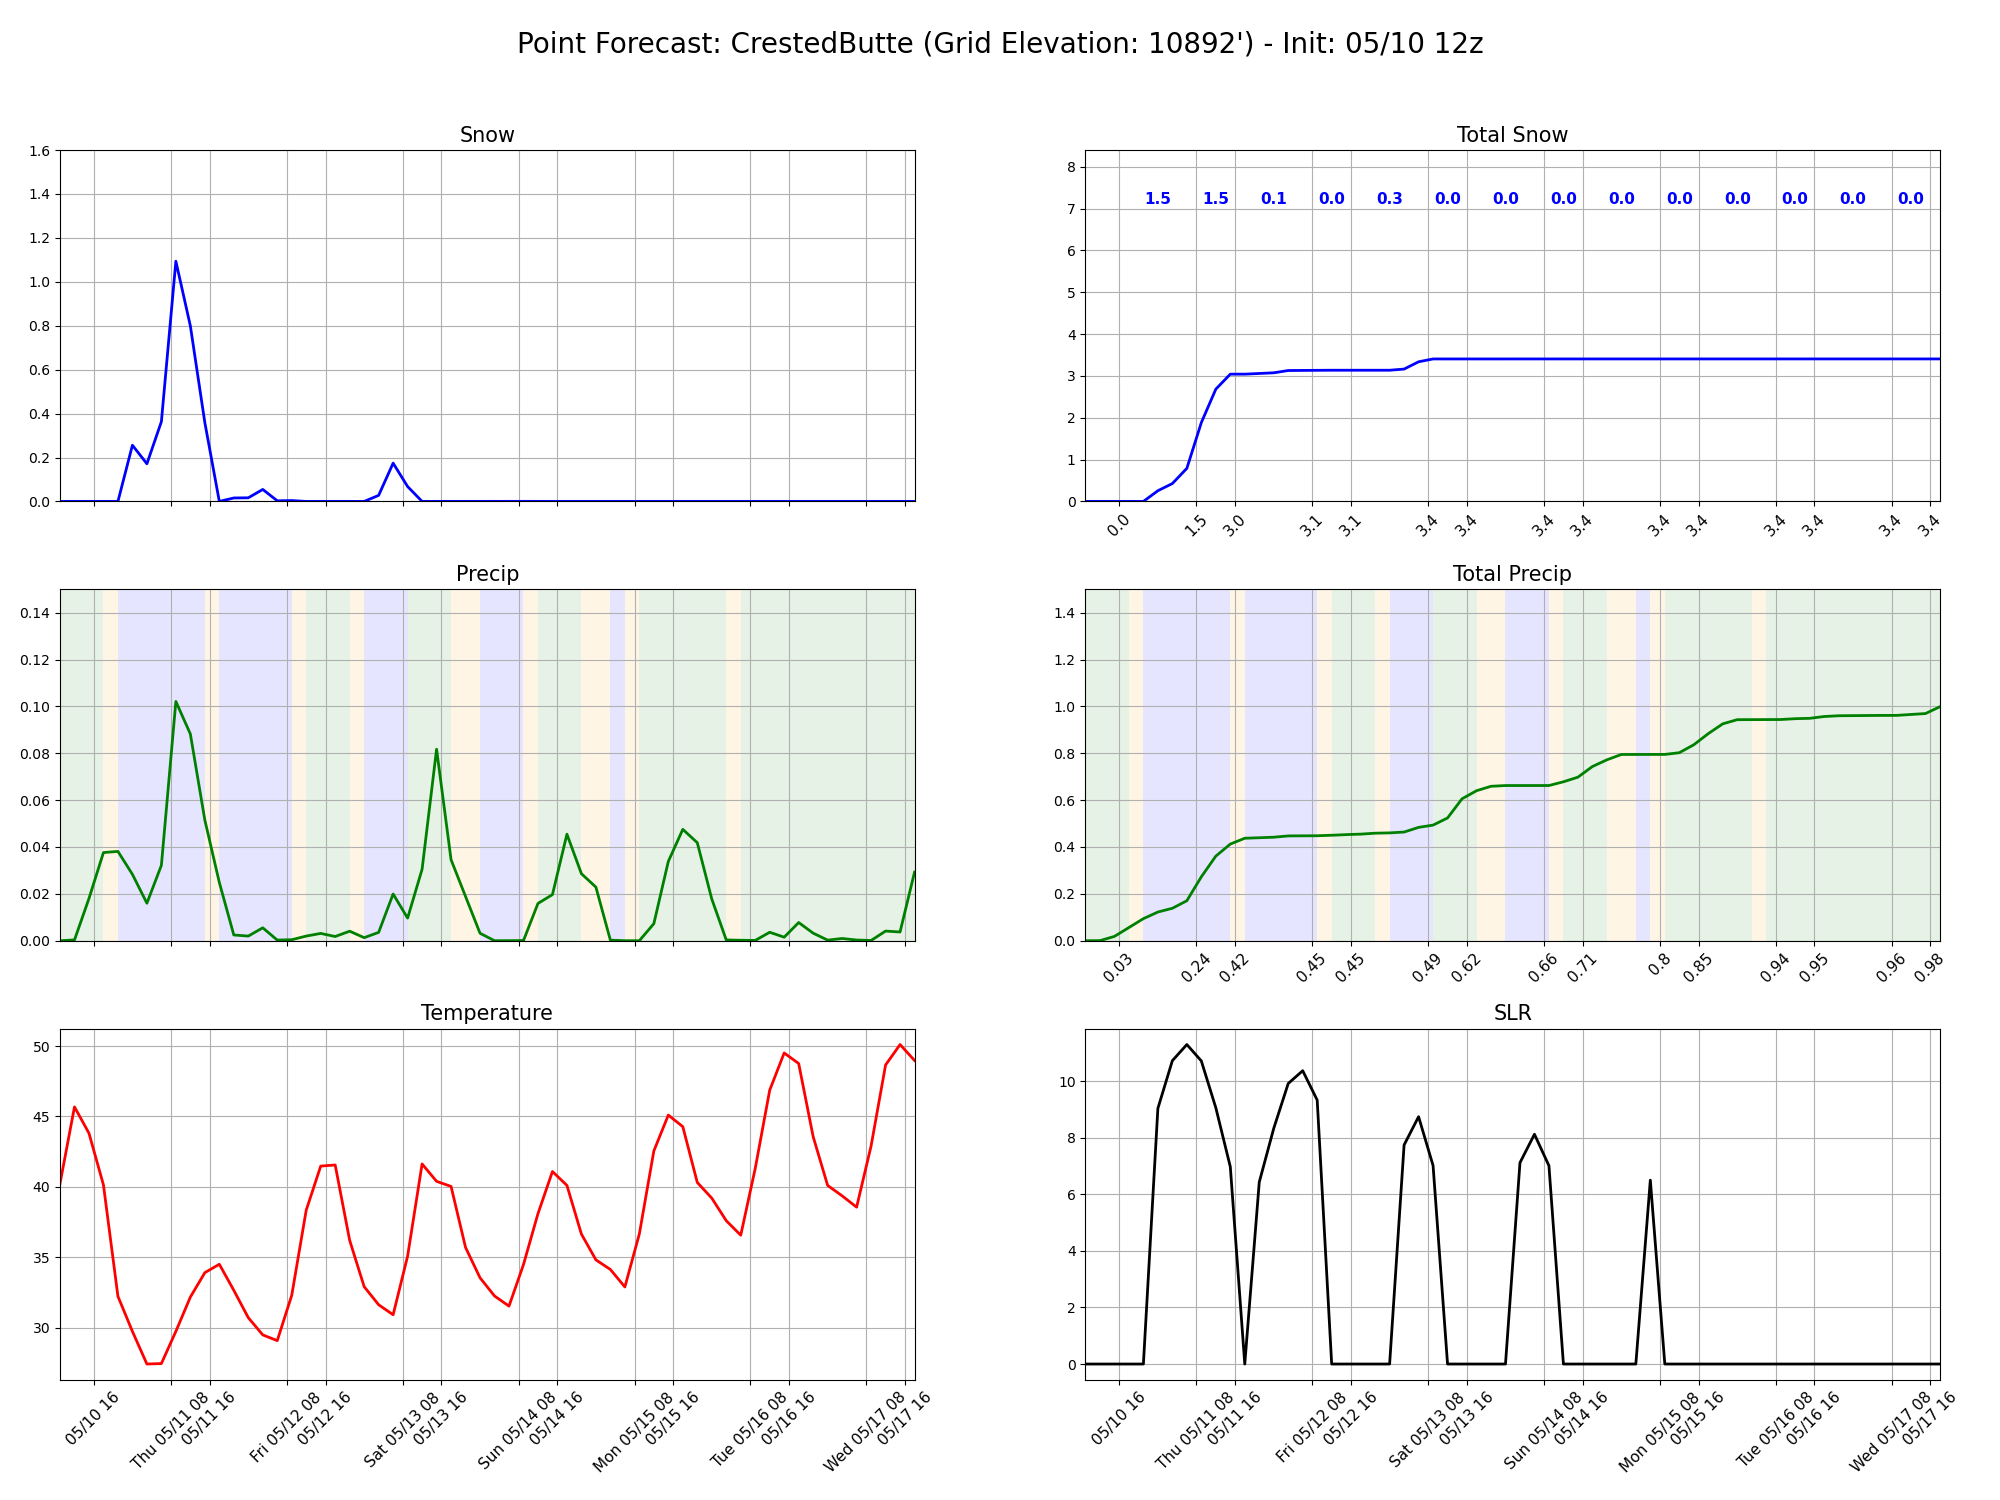 Point Forecast: CrestedButte (Grid Elevation: 10892') - Init: 05/10 12z
Snow
1.6
1.4
1.2
1.0
0.8
0.6
0.4
0.2
0.0
Total Snow
8
7
6
5
4
3
2
1
0
1.5 1.5 0.1 0.0 0.3 0.0 0.0 0.0 0.0 0.0 0.0 0.0 0.0 0.0
0.0 1.5 3.0 3.1 3.1 3.4 3.4 3.4 3.4 3.4 3.4 3.4 3.4 3.4 3.4
Precip
0.14
0.12
0.10
0.08
0.06
0.04
0.02
0.00
Total Precip
1.4
1.2
1.0
0.8
0.6
0.4
0.2
0.0
0.03 0.24 0.42 0.45 0.45 0.49 0.62 0.66 0.71 0.8 0.85 0.94 0.95 0.96 0.98
Temperature
50
45
40
35
30
05/10 16
Thu 05/11 08
05/11 16
Fri 05/12 08
05/12 16
Sat 05/13 08
05/13 16
Sun 05/14 08
05/14 16
Mon 05/15 08
05/15 16
Tue 05/16 08
05/16 16
Wed 05/17 08
05/17 16
SLR
10
8
6
4
2
0
05/10 16
Thu 05/11 08
05/11 16
Fri 05/12 08
05/12 16
Sat 05/13 08
05/13 16
Sun 05/14 08
05/14 16
Mon 05/15 08
05/15 16
Tue 05/16 08
05/16 16
Wed 05/17 08
05/17 16